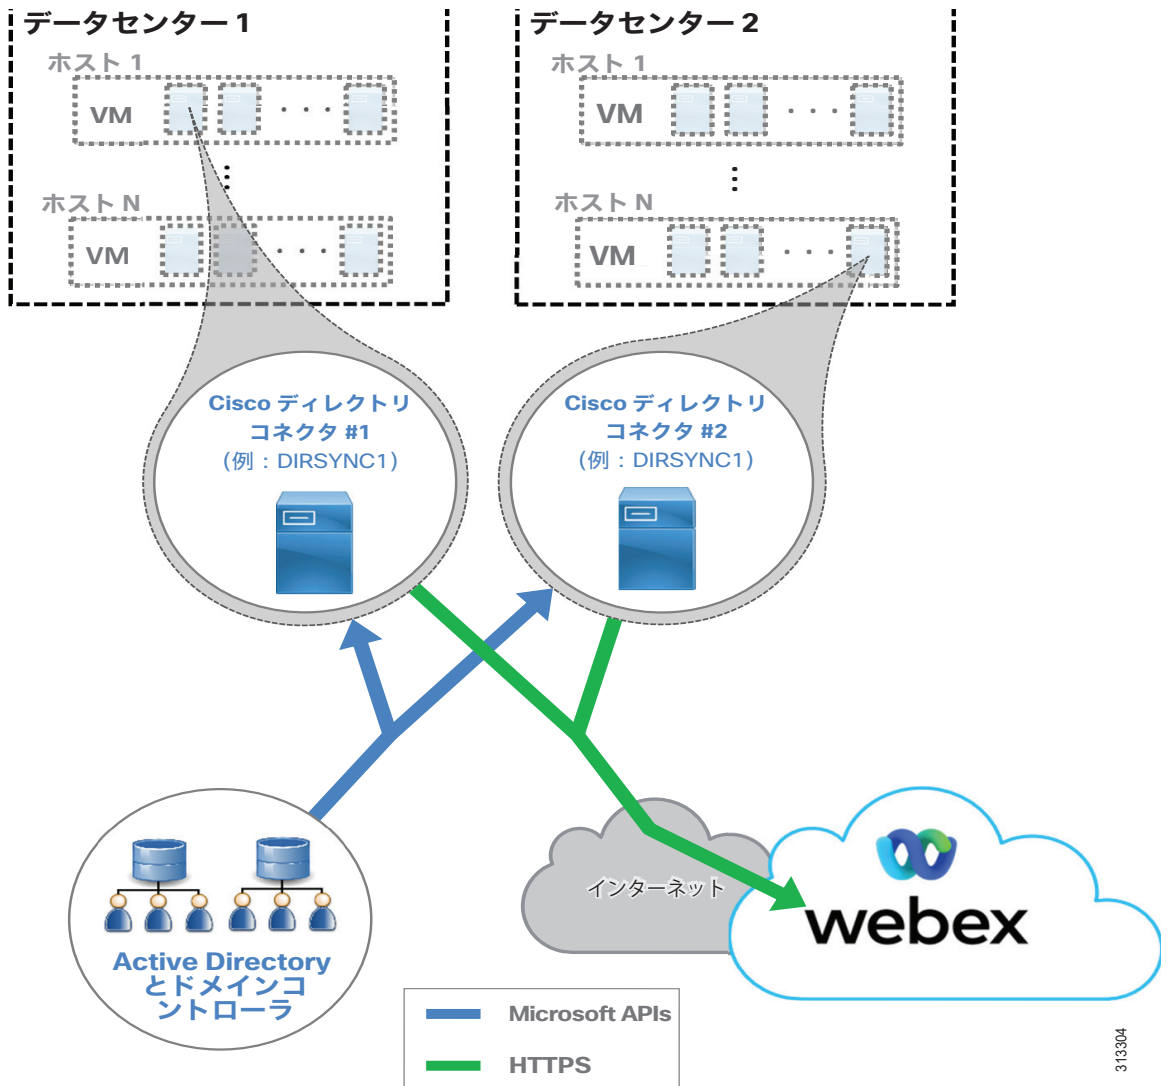 データセンター 1
ホスト 1
VM
ホスト N
VM
データセンター 2
ホスト 1
VM
ホスト N
VM
Cisco ディレクトリ
コネクタ #1
(例:DIRSYNC1)
Cisco ディレクトリ
コネクタ #2
(例:DIRSYNC1)
インターネット
webex
Active Directory
とドメインコ
ントローラ
Microsoft APIs
HTTPS
313304